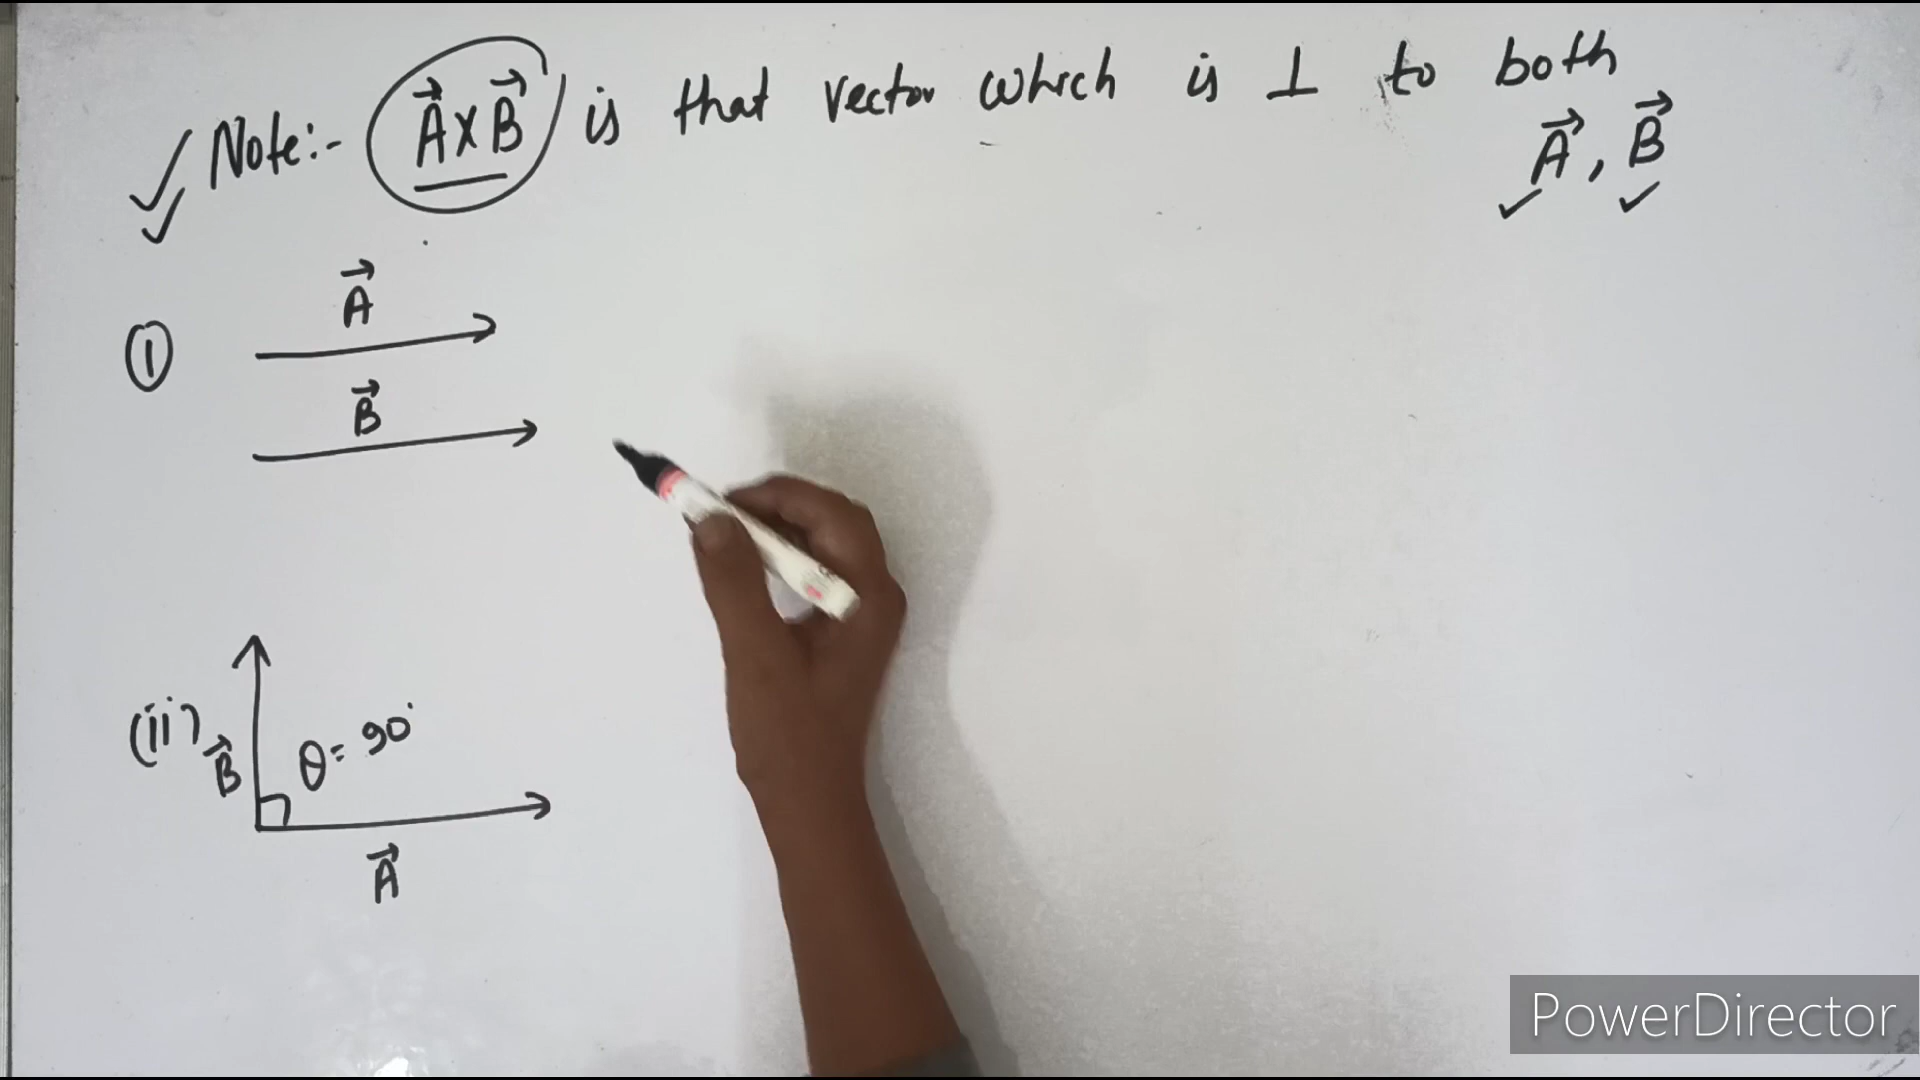 Note:- A⃗ x B⃗ is that vector which is ⊥ to both
A⃗, B⃗
① A⃗
B⃗
(ii) B⃗ θ = 90°
A⃗
PowerDirector